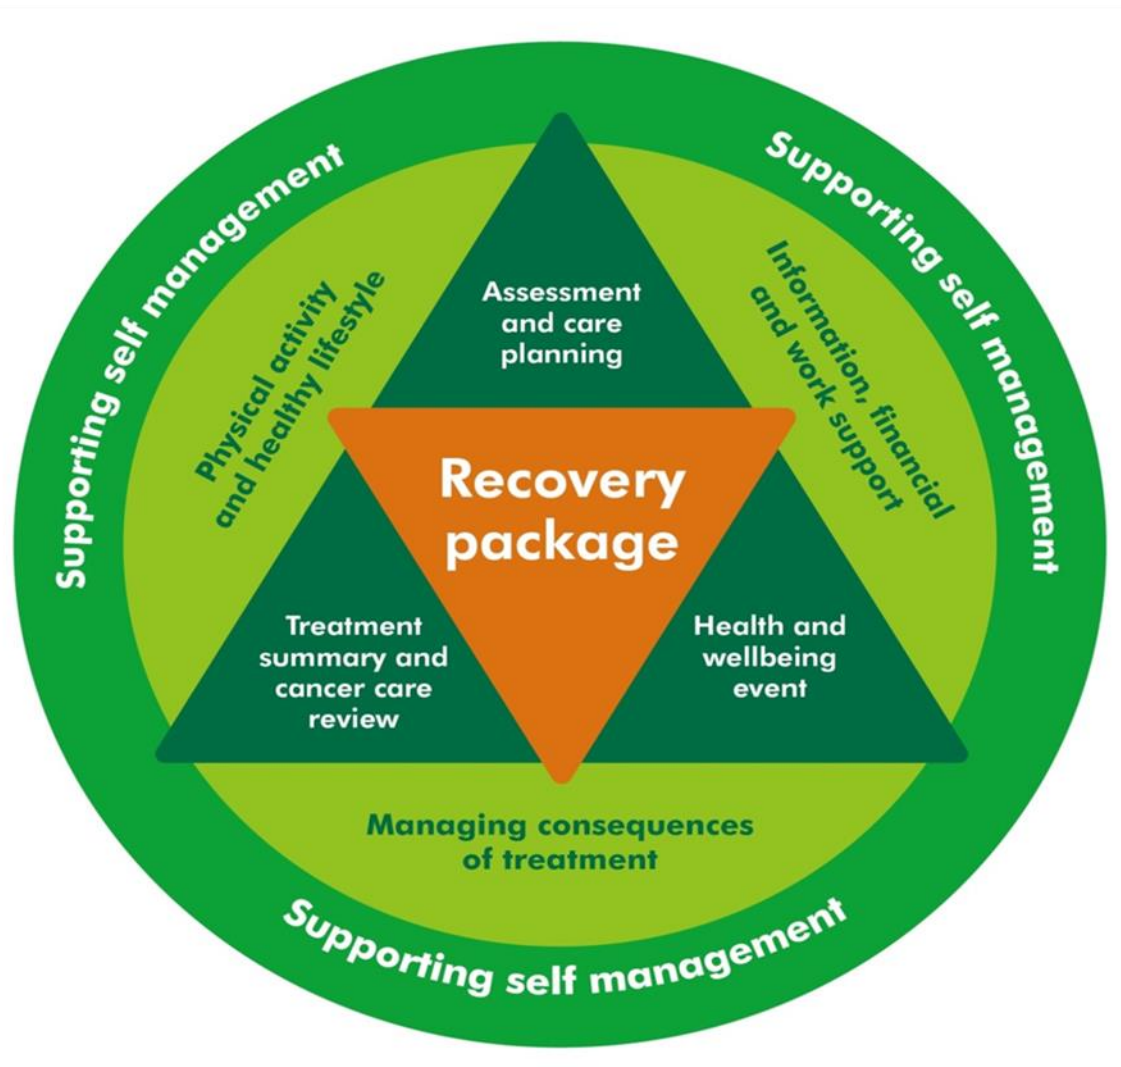 Supporting self management
Supporting self management
Physical activity
and healthy lifestyle
Information, financial
and work support
Assessment
and care
planning
Recovery
package
Treatment
summary and
cancer care
review
Health and
wellbeing
event
Managing consequences
of treatment
Supporting self management